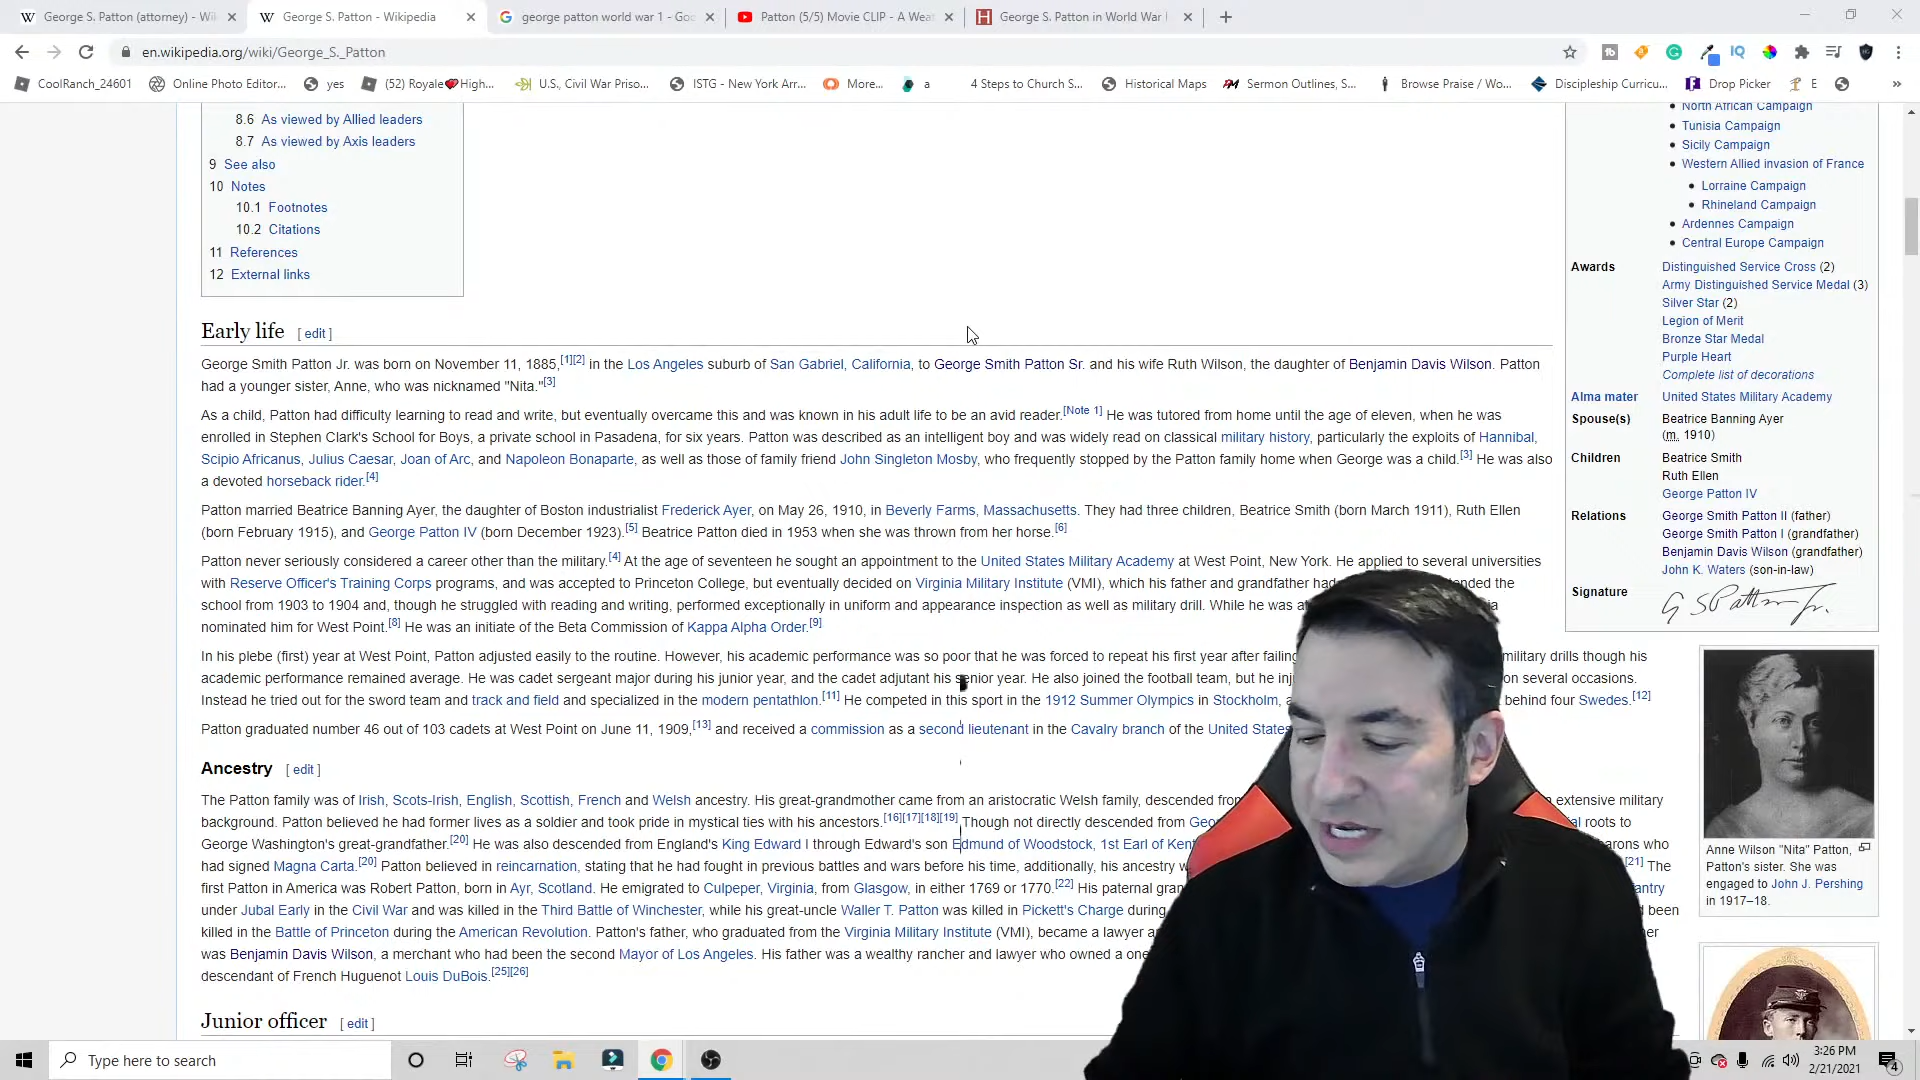 George S. Patton (attorney) - Wi
George S. Patton - Wikipedia
george patton world war 1 - Goo
Patton (5/5) Movie CLIP - A Wea
George S. Patton in World War I
en.wikipedia.org/wiki/George_S._Patton
CoolRanch_24601
Online Photo Editor...
yes
(52) Royale❤High...
U.S., Civil War Priso...
ISTG - New York Arr...
More...
a
4 Steps to Church S...
Historical Maps
Sermon Outlines, S...
Browse Praise / Wo...
Discipleship Curricu...
Drop Picker
E
»
8.6 As viewed by Allied leaders
8.7 As viewed by Axis leaders
9 See also
10 Notes
10.1 Footnotes
10.2 Citations
11 References
12 External links
Early life [ edit ]
George Smith Patton Jr. was born on November 11, 1885,[1][2] in the Los Angeles suburb of San Gabriel, California, to George Smith Patton Sr. and his wife Ruth Wilson, the daughter of Benjamin Davis Wilson. Patton
had a younger sister, Anne, who was nicknamed "Nita."[3]
As a child, Patton had difficulty learning to read and write, but eventually overcame this and was known in his adult life to be an avid reader.[Note 1] He was tutored from home until the age of eleven, when he was
enrolled in Stephen Clark's School for Boys, a private school in Pasadena, for six years. Patton was described as an intelligent boy and was widely read on classical military history, particularly the exploits of Hannibal,
Scipio Africanus, Julius Caesar, Joan of Arc, and Napoleon Bonaparte, as well as those of family friend John Singleton Mosby, who frequently stopped by the Patton family home when George was a child.[3] He was also
a devoted horseback rider.[4]
Patton married Beatrice Banning Ayer, the daughter of Boston industrialist Frederick Ayer, on May 26, 1910, in Beverly Farms, Massachusetts. They had three children, Beatrice Smith (born March 1911), Ruth Ellen
(born February 1915), and George Patton IV (born December 1923).[5] Beatrice Patton died in 1953 when she was thrown from her horse.[6]
Patton never seriously considered a career other than the military.[4] At the age of seventeen he sought an appointment to the United States Military Academy at West Point, New York. He applied to several universities
with Reserve Officer's Training Corps programs, and was accepted to Princeton College, but eventually decided on Virginia Military Institute (VMI), which his father and grandfather had tended the
school from 1903 to 1904 and, though he struggled with reading and writing, performed exceptionally in uniform and appearance inspection as well as military drill. While he was at ia
nominated him for West Point.[8] He was an initiate of the Beta Commission of Kappa Alpha Order.[9]
In his plebe (first) year at West Point, Patton adjusted easily to the routine. However, his academic performance was so poor that he was forced to repeat his first year after failing military drills though his
academic performance remained average. He was cadet sergeant major during his junior year, and the cadet adjutant his senior year. He also joined the football team, but he inj on several occasions.
Instead he tried out for the sword team and track and field and specialized in the modern pentathlon.[11] He competed in this sport in the 1912 Summer Olympics in Stockholm, behind four Swedes.[12]
Patton graduated number 46 out of 103 cadets at West Point on June 11, 1909,[13] and received a commission as a second lieutenant in the Cavalry branch of the United States
Ancestry [ edit ]
The Patton family was of Irish, Scots-Irish, English, Scottish, French and Welsh ancestry. His great-grandmother came from an aristocratic Welsh family, descended from extensive military
background. Patton believed he had former lives as a soldier and took pride in mystical ties with his ancestors.[16][17][18][19] Though not directly descended from Geo al roots to
George Washington's great-grandfather.[20] He was also descended from England's King Edward I through Edward's son Edmund of Woodstock, 1st Earl of Kent barons who
had signed Magna Carta.[20] Patton believed in reincarnation, stating that he had fought in previous battles and wars before his time, additionally, his ancestry [21] The
first Patton in America was Robert Patton, born in Ayr, Scotland. He emigrated to Culpeper, Virginia, from Glasgow, in either 1769 or 1770.[22] His paternal gran antry
under Jubal Early in the Civil War and was killed in the Third Battle of Winchester, while his great-uncle Waller T. Patton was killed in Pickett's Charge during been
killed in the Battle of Princeton during the American Revolution. Patton's father, who graduated from the Virginia Military Institute (VMI), became a lawyer a her
was Benjamin Davis Wilson, a merchant who had been the second Mayor of Los Angeles. His father was a wealthy rancher and lawyer who owned a one
descendant of French Huguenot Louis DuBois.[25][26]
Junior officer [ edit ]
North African Campaign
Tunisia Campaign
Sicily Campaign
Western Allied invasion of France
Lorraine Campaign
Rhineland Campaign
Ardennes Campaign
Central Europe Campaign
Awards Distinguished Service Cross (2)
Army Distinguished Service Medal (3)
Silver Star (2)
Legion of Merit
Bronze Star Medal
Purple Heart
Complete list of decorations
Alma mater United States Military Academy
Spouse(s) Beatrice Banning Ayer
(m. 1910)
Children Beatrice Smith
Ruth Ellen
George Patton IV
Relations George Smith Patton II (father)
George Smith Patton I (grandfather)
Benjamin Davis Wilson (grandfather)
John K. Waters (son-in-law)
Signature G S Patton Jr.
Anne Wilson "Nita" Patton,
Patton's sister. She was
engaged to John J. Pershing
in 1917–18.
Type here to search
3:26 PM
2/21/2021
4